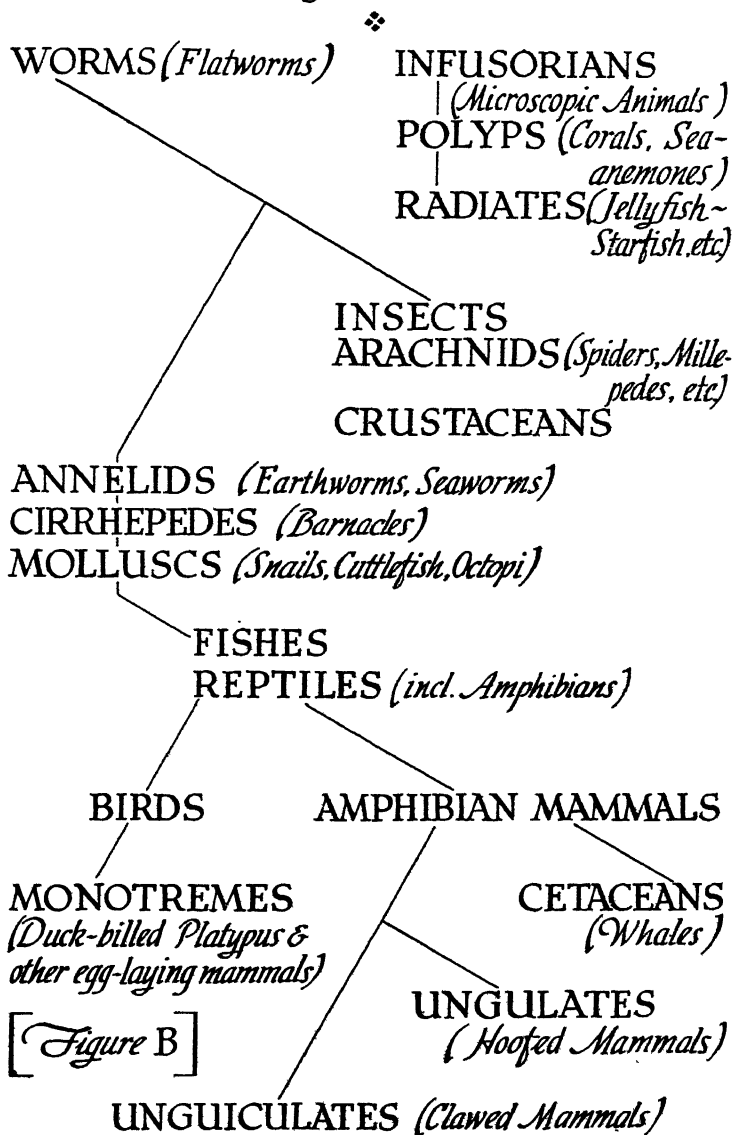 WORMS (Flatworms)
INFUSORIANS
(Microscopic Animals)
POLYPS (Corals, Sea-
anemones)
RADIATES (Jellyfish~
Starfish, etc)
INSECTS
ARACHNIDS (Spiders, Mille-
pedes, etc)
CRUSTACEANS
ANNELIDS (Earthworms, Seaworms)
CIRRHEPEDES (Barnacles)
MOLLUSCS (Snails, Cuttlefish, Octopi)
FISHES
REPTILES (incl. Amphibians)
BIRDS
AMPHIBIAN MAMMALS
MONOTREMES
(Duck-billed Platypus &
other egg-laying mammals)
CETACEANS
(Whales)
UNGULATES
(Hoofed Mammals)
[Figure B]
UNGUICULATES (Clawed Mammals)